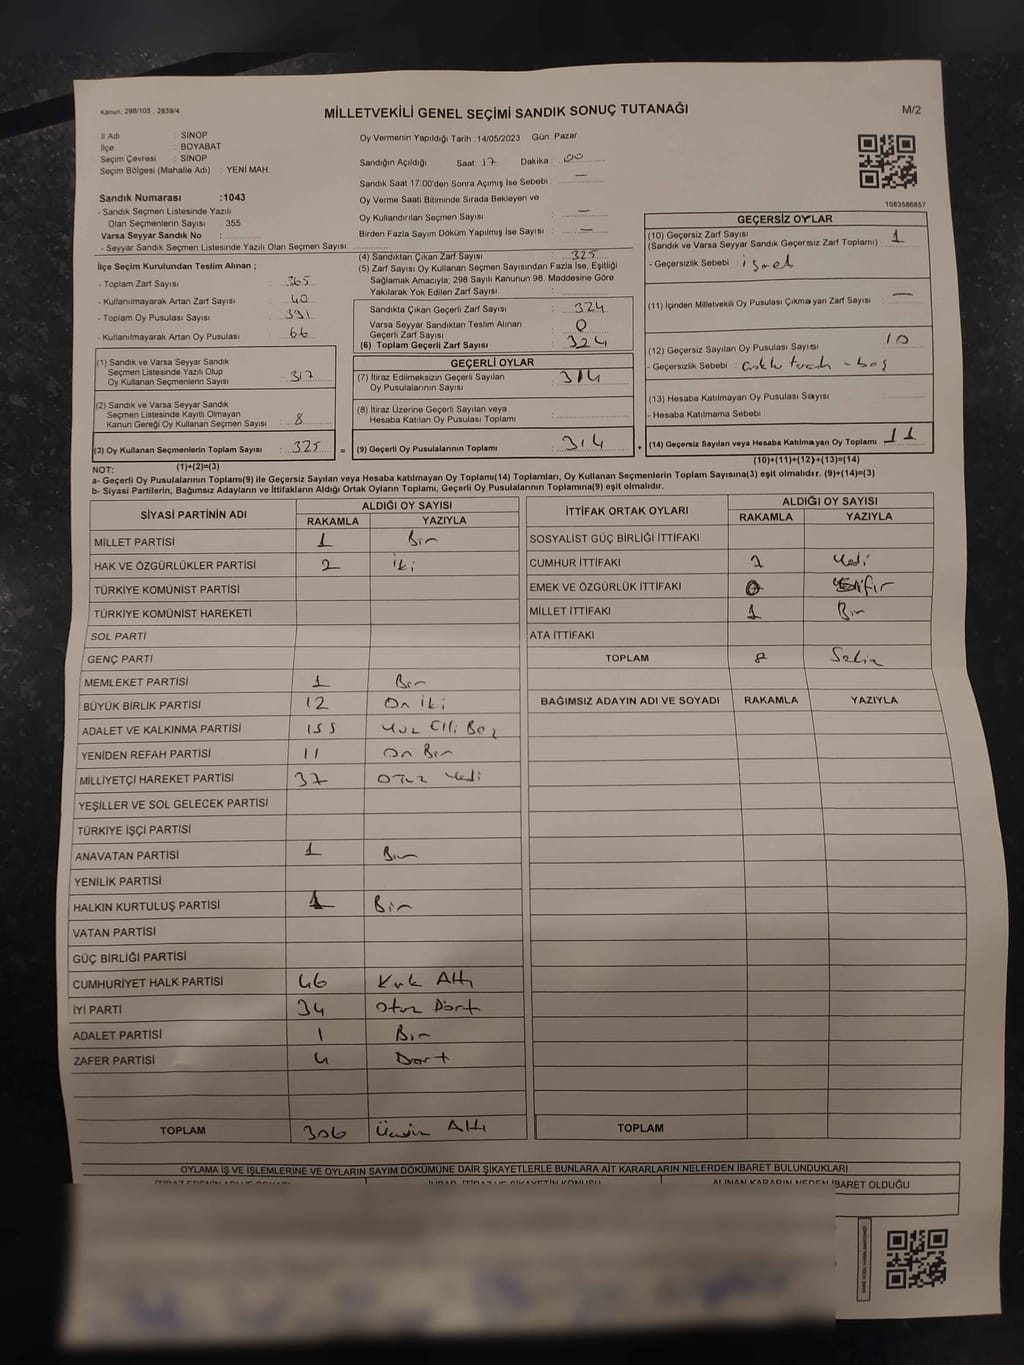 Kanun; 298/105 ; 2839/4
MİLLETVEKİLİ GENEL SEÇİMİ SANDIK SONUÇ TUTANAĞI
M/2
İl Adı : SİNOP
İlçe : BOYABAT
Seçim Çevresi : SİNOP
Seçim Bölgesi (Mahalle Adı) : YENİ MAH.
Sandık Numarası :1043
- Sandık Seçmen Listesinde Yazılı
Olan Seçmenlerin Sayısı 355
Varsa Seyyar Sandık No :
- Seyyar Sandık Seçmen Listesinde Yazılı Olan Seçmen Sayısı:
Oy Vermenin Yapıldığı Tarih :14/05/2023 Gün: Pazar
Sandığın Açıldığı Saat: 17 Dakika : 00
Sandık Saat 17:00'den Sonra Açımış İse Sebebi : —
Oy Verme Saati Bitiminde Sırada Bekleyen ve
Oy Kullandırılan Seçmen Sayısı : —
Birden Fazla Sayım Döküm Yapılmış İse Sayısı : —
1083586857
İlçe Seçim Kurulundan Teslim Alınan ;
- Toplam Zarf Sayısı : 365
- Kullanılmayarak Artan Zarf Sayısı : 40
- Toplam Oy Pusulası Sayısı : 391
- Kullanılmayarak Artan Oy Pusulası : 66
(1) Sandık ve Varsa Seyyar Sandık
Seçmen Listesinde Yazılı Olup
Oy Kullanan Seçmenlerin Sayısı : 317
(2) Sandık ve Varsa Seyyar Sandık
Seçmen Listesinde Kayıtlı Olmayan
Kanun Gereği Oy Kullanan Seçmen Sayısı : 8
(3) Oy Kullanan Seçmenlerin Toplam Sayısı : 325 =
(1)+(2)=(3)
(4) Sandıktan Çıkan Zarf Sayısı : 325
(5) Zarf Sayısı Oy Kullanan Seçmen Sayısından Fazla İse, Eşitliği
Sağlamak Amacıyla; 298 Sayılı Kanunun 98. Maddesine Göre
Yakılarak Yok Edilen Zarf Sayısı :
Sandıkta Çıkan Geçerli Zarf Sayısı : 324
Varsa Seyyar Sandıktan Teslim Alınan
Geçerli Zarf Sayısı : 0
(6) Toplam Geçerli Zarf Sayısı : 324
GEÇERLİ OYLAR
(7) İtiraz Edilmeksizin Geçerli Sayılan
Oy Pusulalarının Sayısı : 314
(8) İtiraz Üzerine Geçerli Sayılan veya
Hesaba Katılan Oy Pusulası Toplamı :
(9) Geçerli Oy Pusulalarının Toplamı : 314 +
GEÇERSİZ OYLAR
(10) Geçersiz Zarf Sayısı
(Sandık ve Varsa Seyyar Sandık Geçersiz Zarf Toplamı) : 1
- Geçersizlik Sebebi : işaret
(11) İçinden Milletvekili Oy Pusulası Çıkmayan Zarf Sayısı : —
(12) Geçersiz Sayılan Oy Pusulası Sayısı : 10
- Geçersizlik Sebebi : çoklu tercih - boş
(13) Hesaba Katılmayan Oy Pusulası Sayısı :
- Hesaba Katılmama Sebebi :
(14) Geçersiz Sayılan veya Hesaba Katılmayan Oy Toplamı : 11
(10)+(11)+(12)+(13)=(14)
NOT:
a- Geçerli Oy Pusulalarının Toplamı(9) ile Geçersiz Sayılan veya Hesaba katılmayan Oy Toplamı(14) Toplamları, Oy Kullanan Seçmenlerin Toplam Sayısına(3) eşit olmalıdır. (9)+(14)=(3)
b- Siyasi Partilerin, Bağımsız Adayların ve İttifakların Aldığı Ortak Oyların Toplamı, Geçerli Oy Pusulalarının Toplamına(9) eşit olmalıdır.
SİYASİ PARTİNİN ADI
ALDIĞI OY SAYISI
RAKAMLA YAZIYLA
MİLLET PARTİSİ 1 Bir
HAK VE ÖZGÜRLÜKLER PARTİSİ 2 iki
TÜRKİYE KOMÜNİST PARTİSİ
TÜRKİYE KOMÜNİST HAREKETİ
SOL PARTİ
GENÇ PARTİ
MEMLEKET PARTİSİ 1 Bir
BÜYÜK BİRLİK PARTİSİ 12 On iki
ADALET VE KALKINMA PARTİSİ 155 Yüz Elli Beş
YENİDEN REFAH PARTİSİ 11 On Bir
MİLLİYETÇİ HAREKET PARTİSİ 37 Otuz Yedi
YEŞİLLER VE SOL GELECEK PARTİSİ
TÜRKİYE İŞÇİ PARTİSİ
ANAVATAN PARTİSİ 1 Bir
YENİLİK PARTİSİ
HALKIN KURTULUŞ PARTİSİ 1 Bir
VATAN PARTİSİ
GÜÇ BİRLİĞİ PARTİSİ
CUMHURİYET HALK PARTİSİ 46 Kırk Altı
İYİ PARTİ 34 Otuz Dört
ADALET PARTİSİ 1 Bir
ZAFER PARTİSİ 4 Dört
TOPLAM 306 Üçyüz Altı
İTTİFAK ORTAK OYLARI
ALDIĞI OY SAYISI
RAKAMLA YAZIYLA
SOSYALİST GÜÇ BİRLİĞİ İTTİFAKI
CUMHUR İTTİFAKI 7 Yedi
EMEK VE ÖZGÜRLÜK İTTİFAKI 0 Sıfır
MİLLET İTTİFAKI 1 Bir
ATA İTTİFAKI
TOPLAM 8 Sekiz
BAĞIMSIZ ADAYIN ADI VE SOYADI RAKAMLA YAZIYLA
TOPLAM
OYLAMA İŞ VE İŞLEMLERİNE VE OYLARIN SAYIM DÖKÜMÜNE DAİR ŞİKAYETLERLE BUNLARA AİT KARARLARIN NELERDEN İBARET BULUNDUKLARI
ALINAN KARARIN NEDEN İBARET OLDUĞU